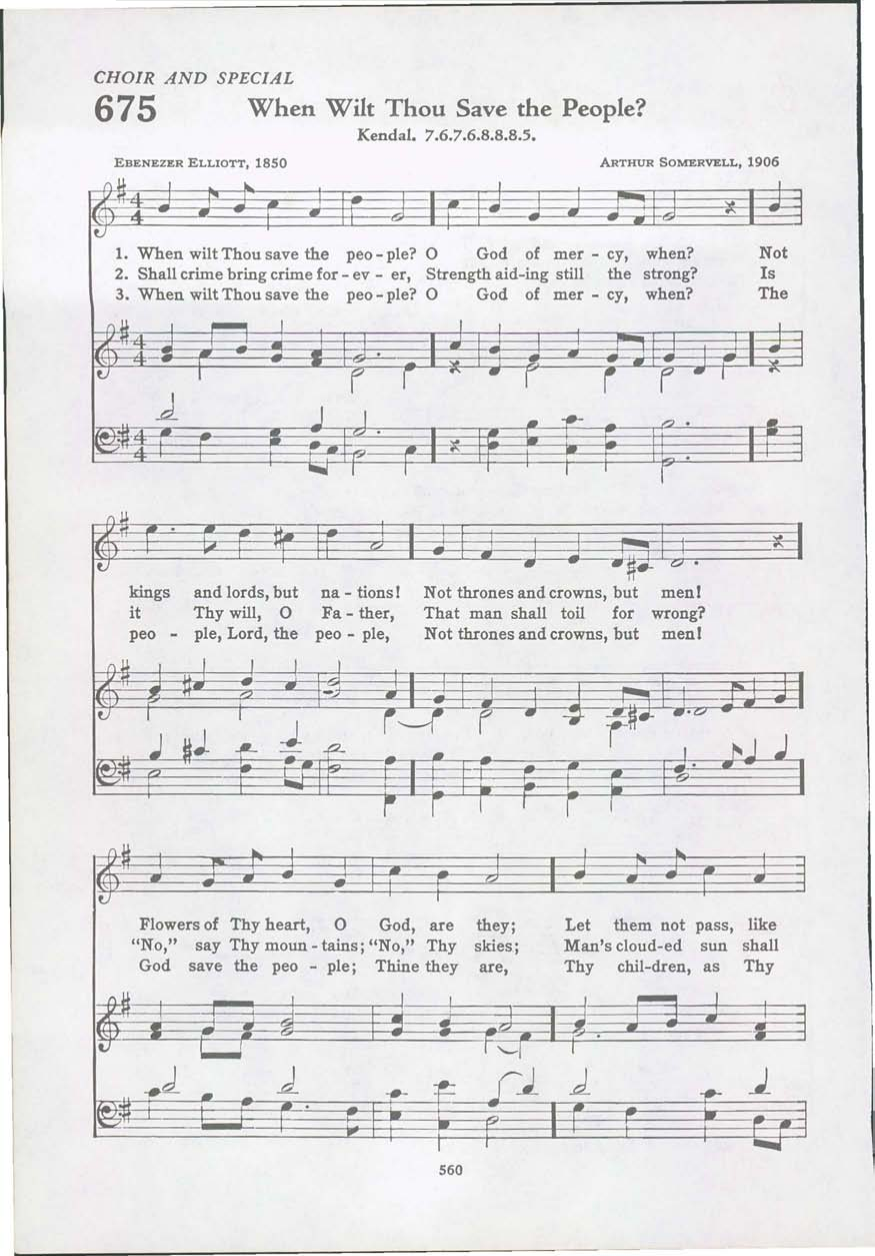 CHOIR AND SPECIAL
675 When Wilt Thou Save the People?
Kendal. 7.6.7.6.8.8.8.5.
EBENEZER ELLIOTT, 1850 ARTHUR SOMERVELL, 1906
1. When wilt Thou save the peo - ple? O God of mer - cy, when? Not
2. Shall crime bring crime for - ev - er, Strength aid-ing still the strong? Is
3. When wilt Thou save the peo - ple? O God of mer - cy, when? The
kings and lords, but na - tions! Not thrones and crowns, but men!
it Thy will, O Fa - ther, That man shall toil for wrong?
peo - ple, Lord, the peo - ple, Not thrones and crowns, but men!
Flowers of Thy heart, O God, are they; Let them not pass, like
“No,” say Thy moun - tains; “No,” Thy skies; Man's cloud-ed sun shall
God save the peo - ple; Thine they are, Thy chil-dren, as Thy
560